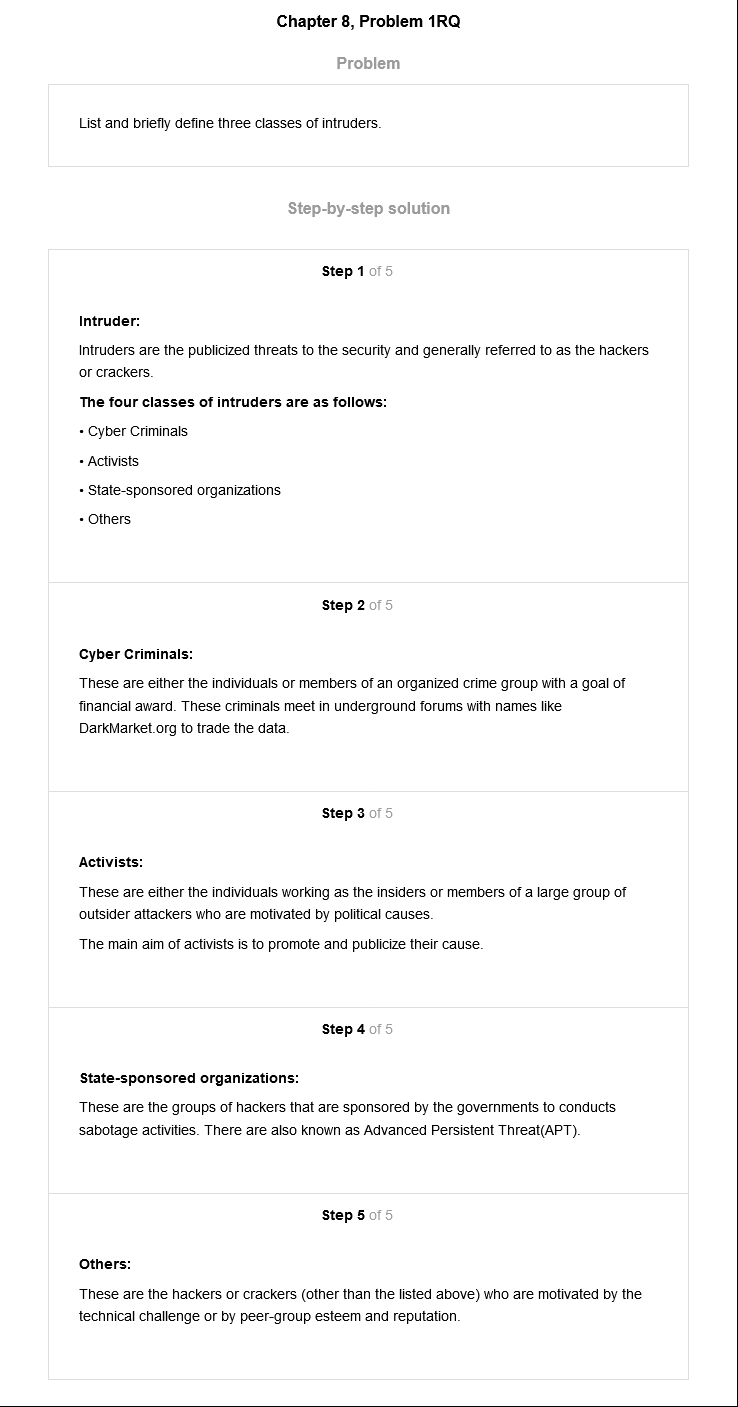 Chapter 8, Problem 1RQ
Problem
List and briefly define three classes of intruders.
Step-by-step solution
Step 1 of 5
Intruder:
Intruders are the publicized threats to the security and generally referred to as the hackers
or crackers.
The four classes of intruders are as follows:
• Cyber Criminals
• Activists
• State-sponsored organizations
• Others
Step 2 of 5
Cyber Criminals:
These are either the individuals or members of an organized crime group with a goal of
financial award. These criminals meet in underground forums with names like
DarkMarket.org to trade the data.
Step 3 of 5
Activists:
These are either the individuals working as the insiders or members of a large group of
outsider attackers who are motivated by political causes.
The main aim of activists is to promote and publicize their cause.
Step 4 of 5
State-sponsored organizations:
These are the groups of hackers that are sponsored by the governments to conducts
sabotage activities. There are also known as Advanced Persistent Threat(APT).
Step 5 of 5
Others:
These are the hackers or crackers (other than the listed above) who are motivated by the
technical challenge or by peer-group esteem and reputation.